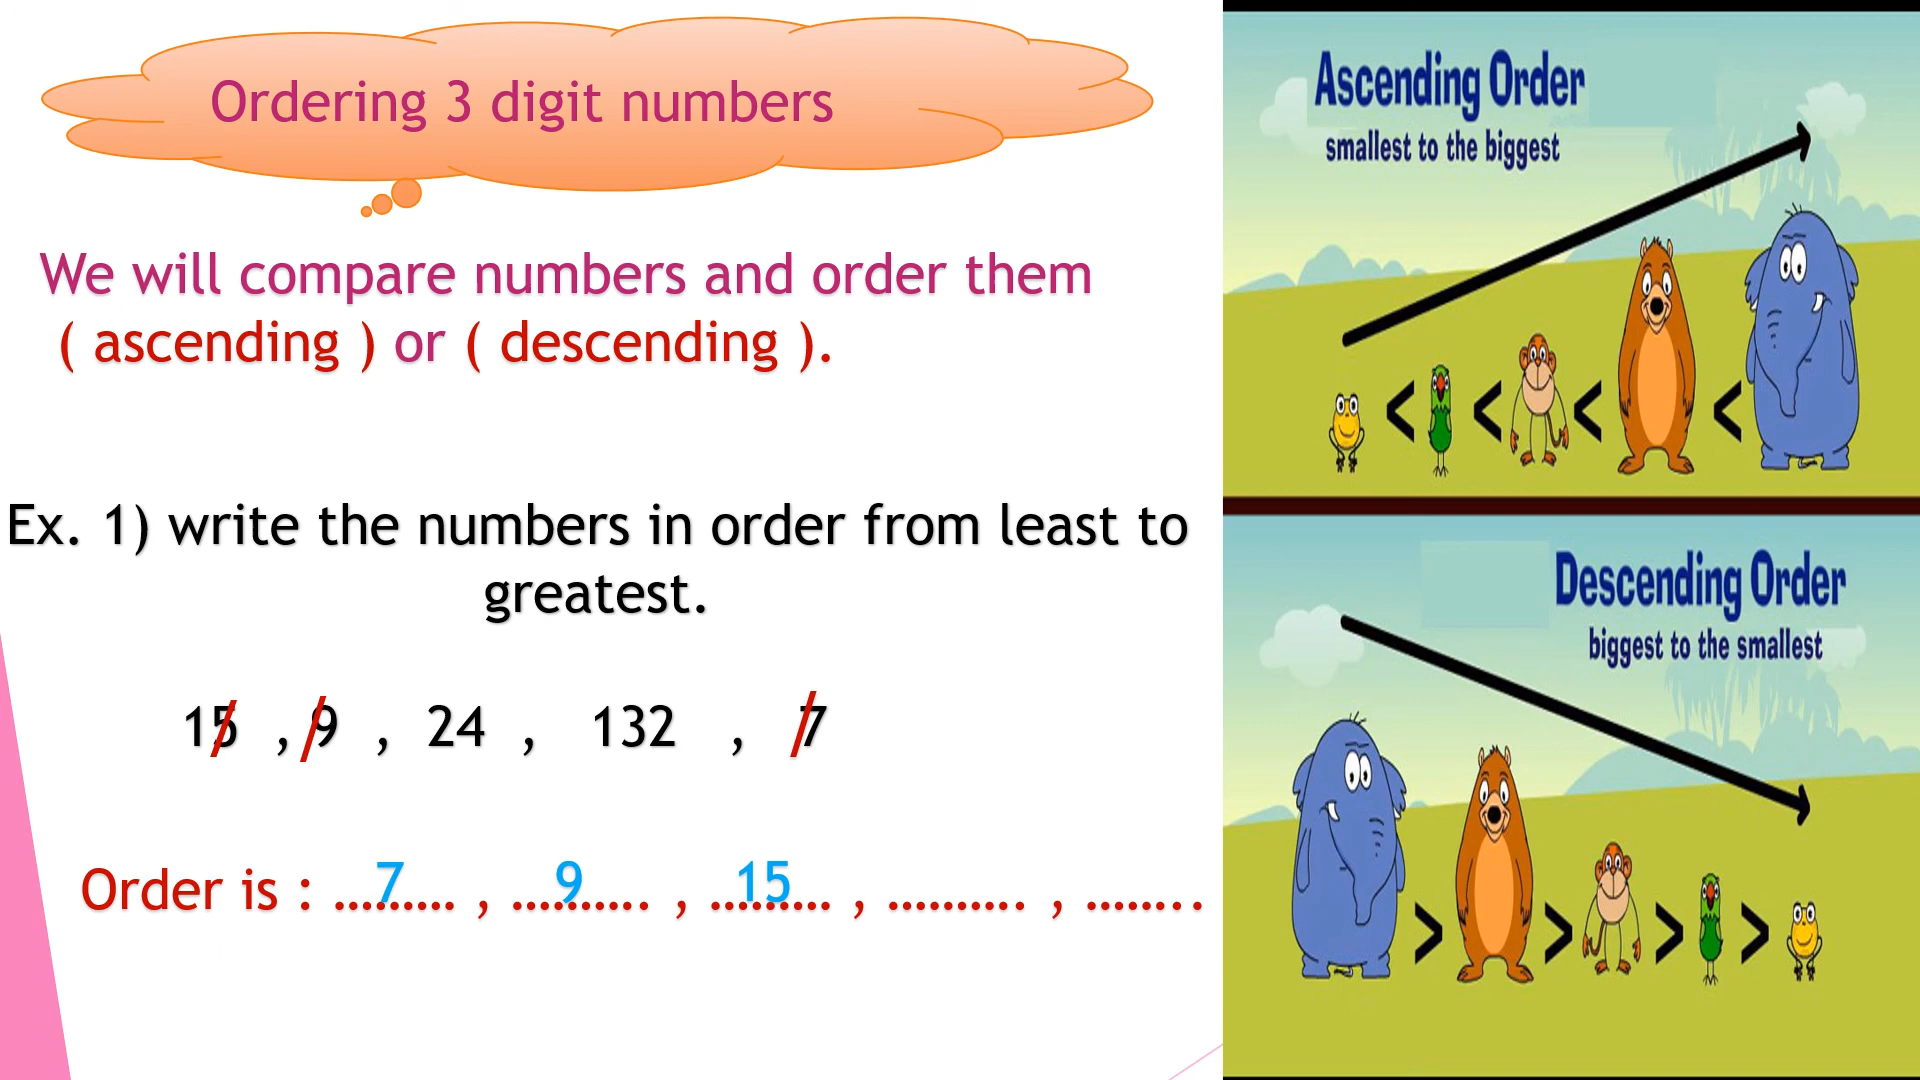 Ordering 3 digit numbers
We will compare numbers and order them
( ascending ) or ( descending ).
Ex. 1) write the numbers in order from least to
greatest.
15 , 9 , 24 , 132 , 7
Order is : ...7...... , ....9....... , ...15...... , ........... , ........
Ascending Order
smallest to the biggest
< < < <
Descending Order
biggest to the smallest
> > > >